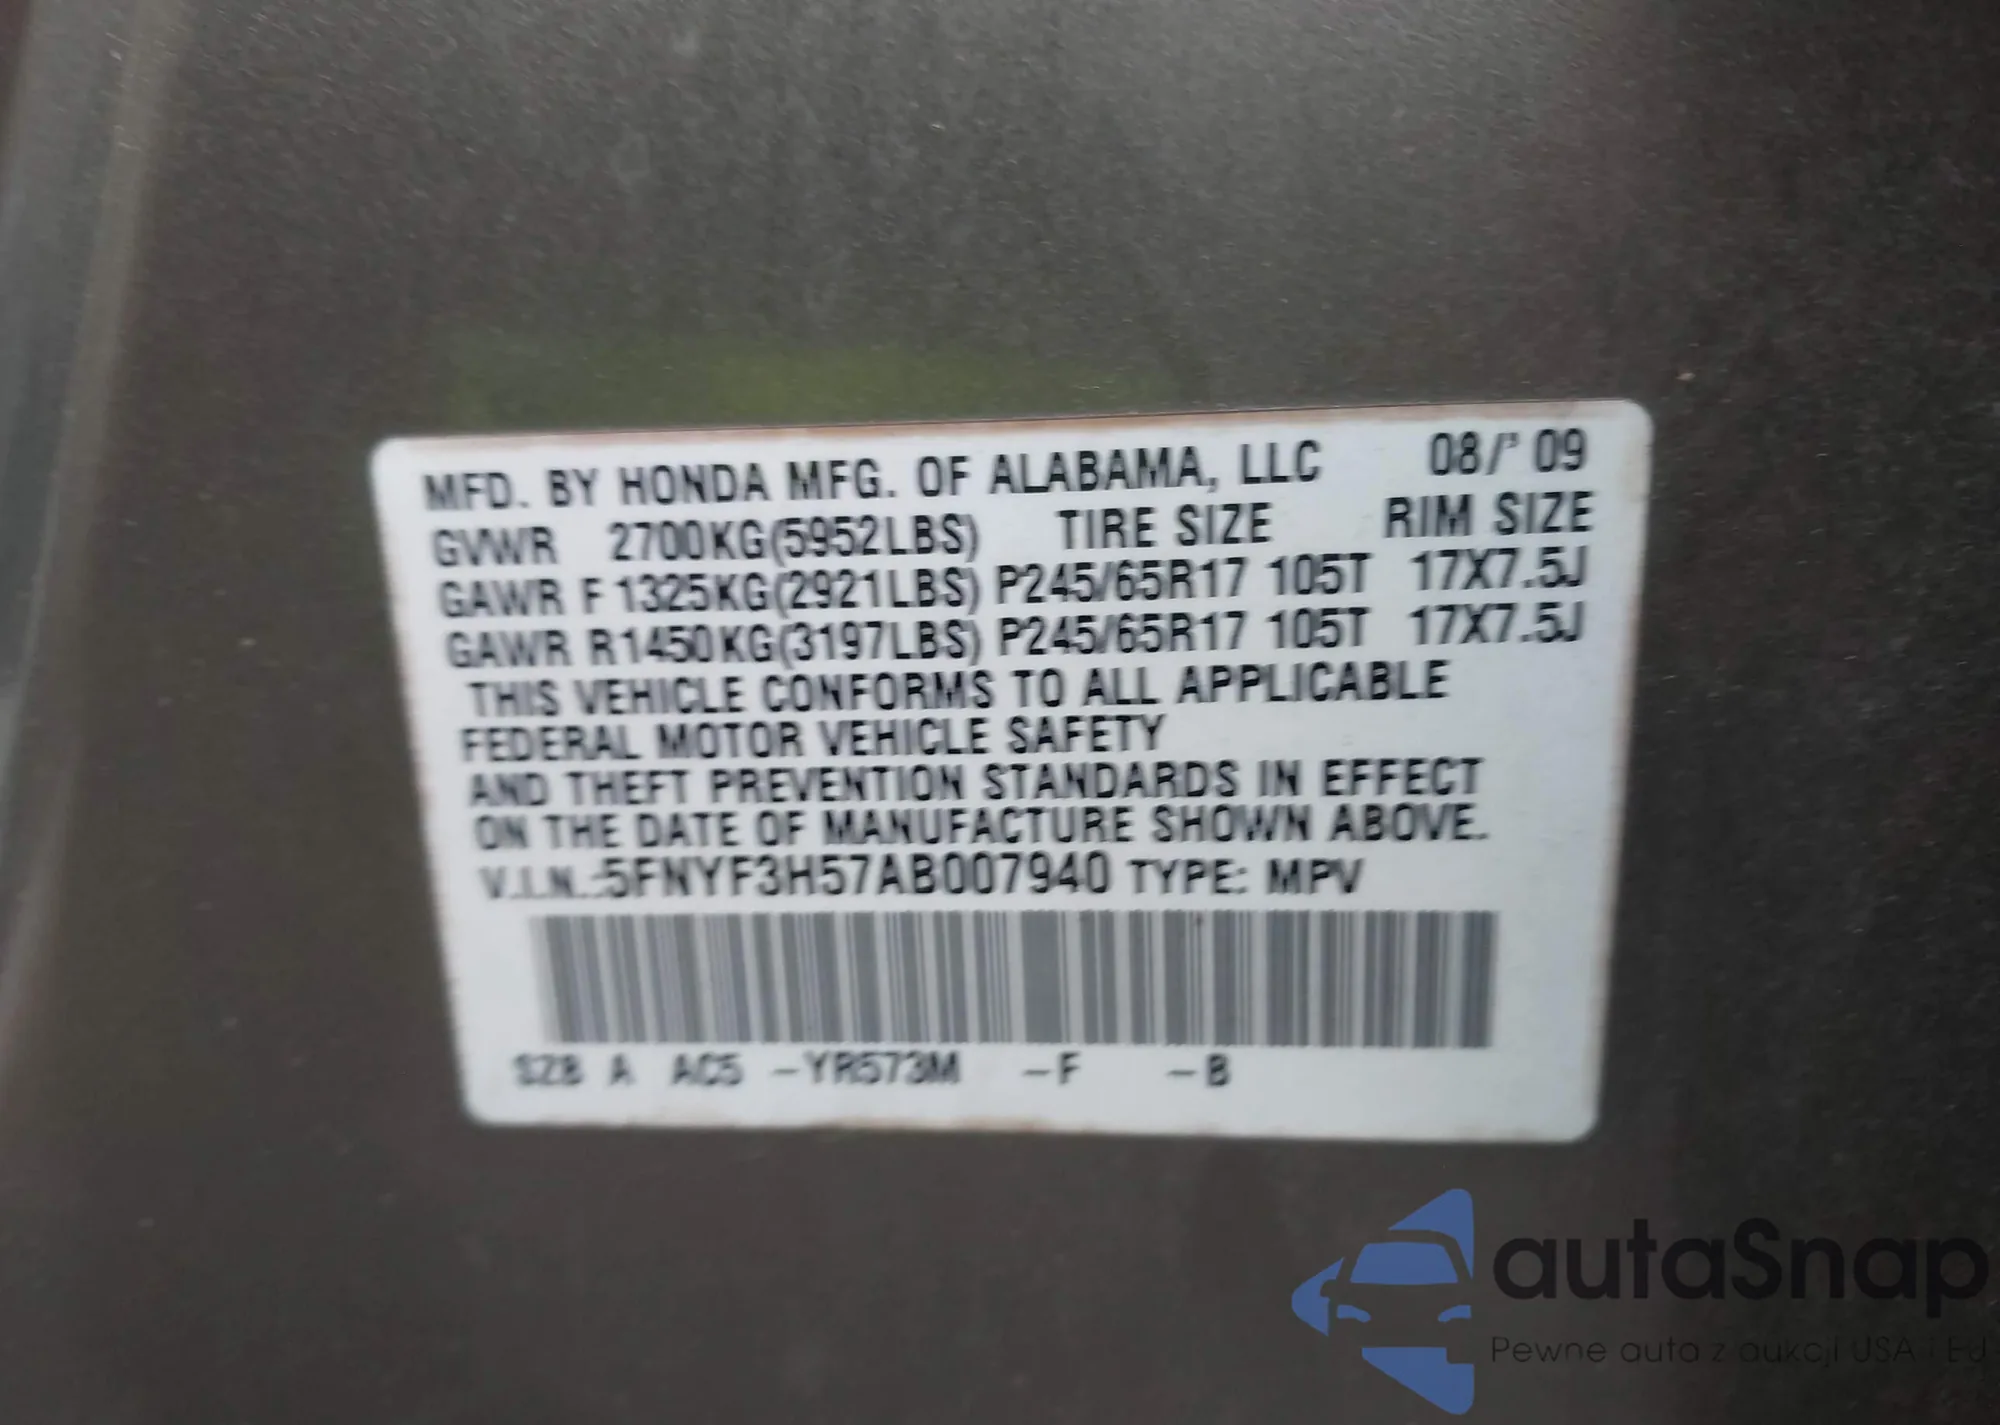 MFD. BY HONDA MFG. OF ALABAMA, LLC 08/'09
GVWR 2700KG(5952LBS) TIRE SIZE RIM SIZE
GAWR F 1325KG(2921LBS) P245/65R17 105T 17X7.5J
GAWR R1450KG(3197LBS) P245/65R17 105T 17X7.5J
THIS VEHICLE CONFORMS TO ALL APPLICABLE
FEDERAL MOTOR VEHICLE SAFETY
AND THEFT PREVENTION STANDARDS IN EFFECT
ON THE DATE OF MANUFACTURE SHOWN ABOVE.
V.I.N.:5FNYF3H57AB007940 TYPE: MPV
SZB A AC5 -YR573M -F -B
autaSnap
Pewne auta z aukcji USA i EU